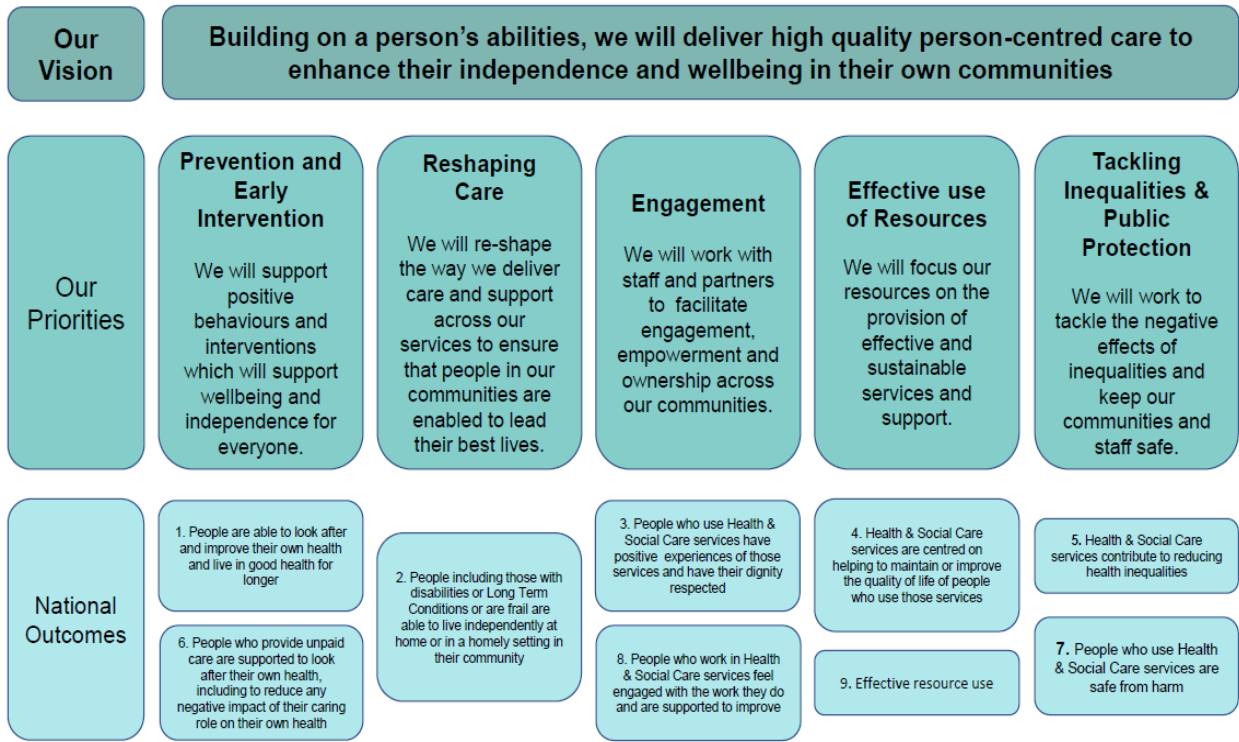 Our
Vision
Building on a person's abilities, we will deliver high quality person-centred care to
enhance their independence and wellbeing in their own communities
Our
Priorities
Prevention and
Early
Intervention
We will support
positive
behaviours and
interventions
which will support
wellbeing and
independence for
everyone.
Reshaping
Care
We will re-shape
the way we deliver
care and support
across our
services to ensure
that people in our
communities are
enabled to lead
their best lives.
Engagement
We will work with
staff and partners
to facilitate
engagement,
empowerment and
ownership across
our communities.
Effective use
of Resources
We will focus our
resources on the
provision of
effective and
sustainable
services and
support.
Tackling
Inequalities &
Public
Protection
We will work to
tackle the negative
effects of
inequalities and
keep our
communities and
staff safe.
National
Outcomes
1. People are able to look after
and improve their own health
and live in good health for
longer
6. People who provide unpaid
care are supported to look
after their own health,
including to reduce any
negative impact of their caring
role on their own health
2. People including those with
disabilities or Long Term
Conditions or are frail are
able to live independently at
home or in a homely setting in
their community
3. People who use Health &
Social Care services have
positive experiences of those
services and have their dignity
respected
8. People who work in Health
& Social Care services feel
engaged with the work they do
and are supported to improve
4. Health & Social Care
services are centred on
helping to maintain or improve
the quality of life of people
who use those services
9. Effective resource use
5. Health & Social Care
services contribute to reducing
health inequalities
7. People who use Health
& Social Care services are
safe from harm